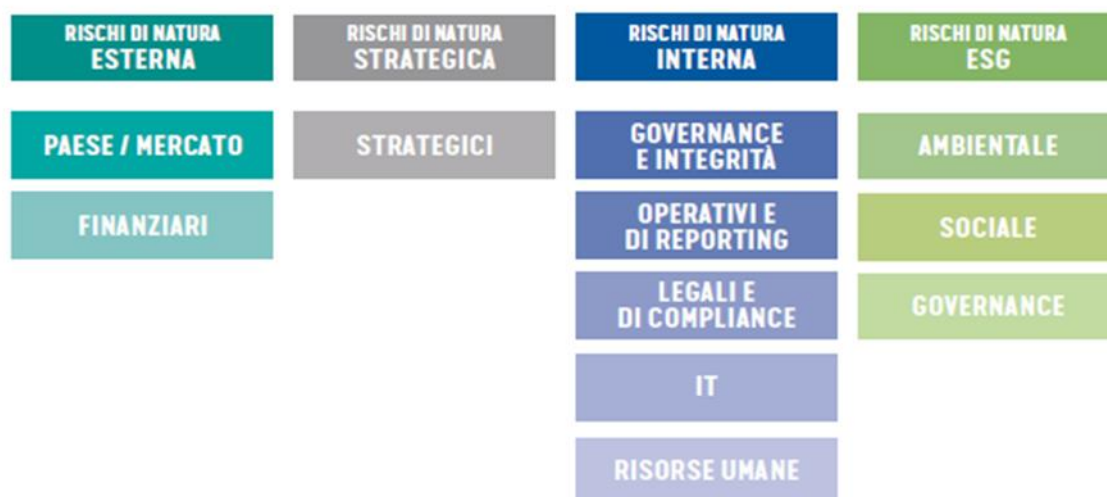 RISCHI DI NATURA
ESTERNA
PAESE / MERCATO
FINANZIARI
RISCHI DI NATURA
STRATEGICA
STRATEGICI
RISCHI DI NATURA
INTERNA
GOVERNANCE
E INTEGRITÀ
OPERATIVI E
DI REPORTING
LEGALI E
DI COMPLIANCE
IT
RISORSE UMANE
RISCHI DI NATURA
ESG
AMBIENTALE
SOCIALE
GOVERNANCE